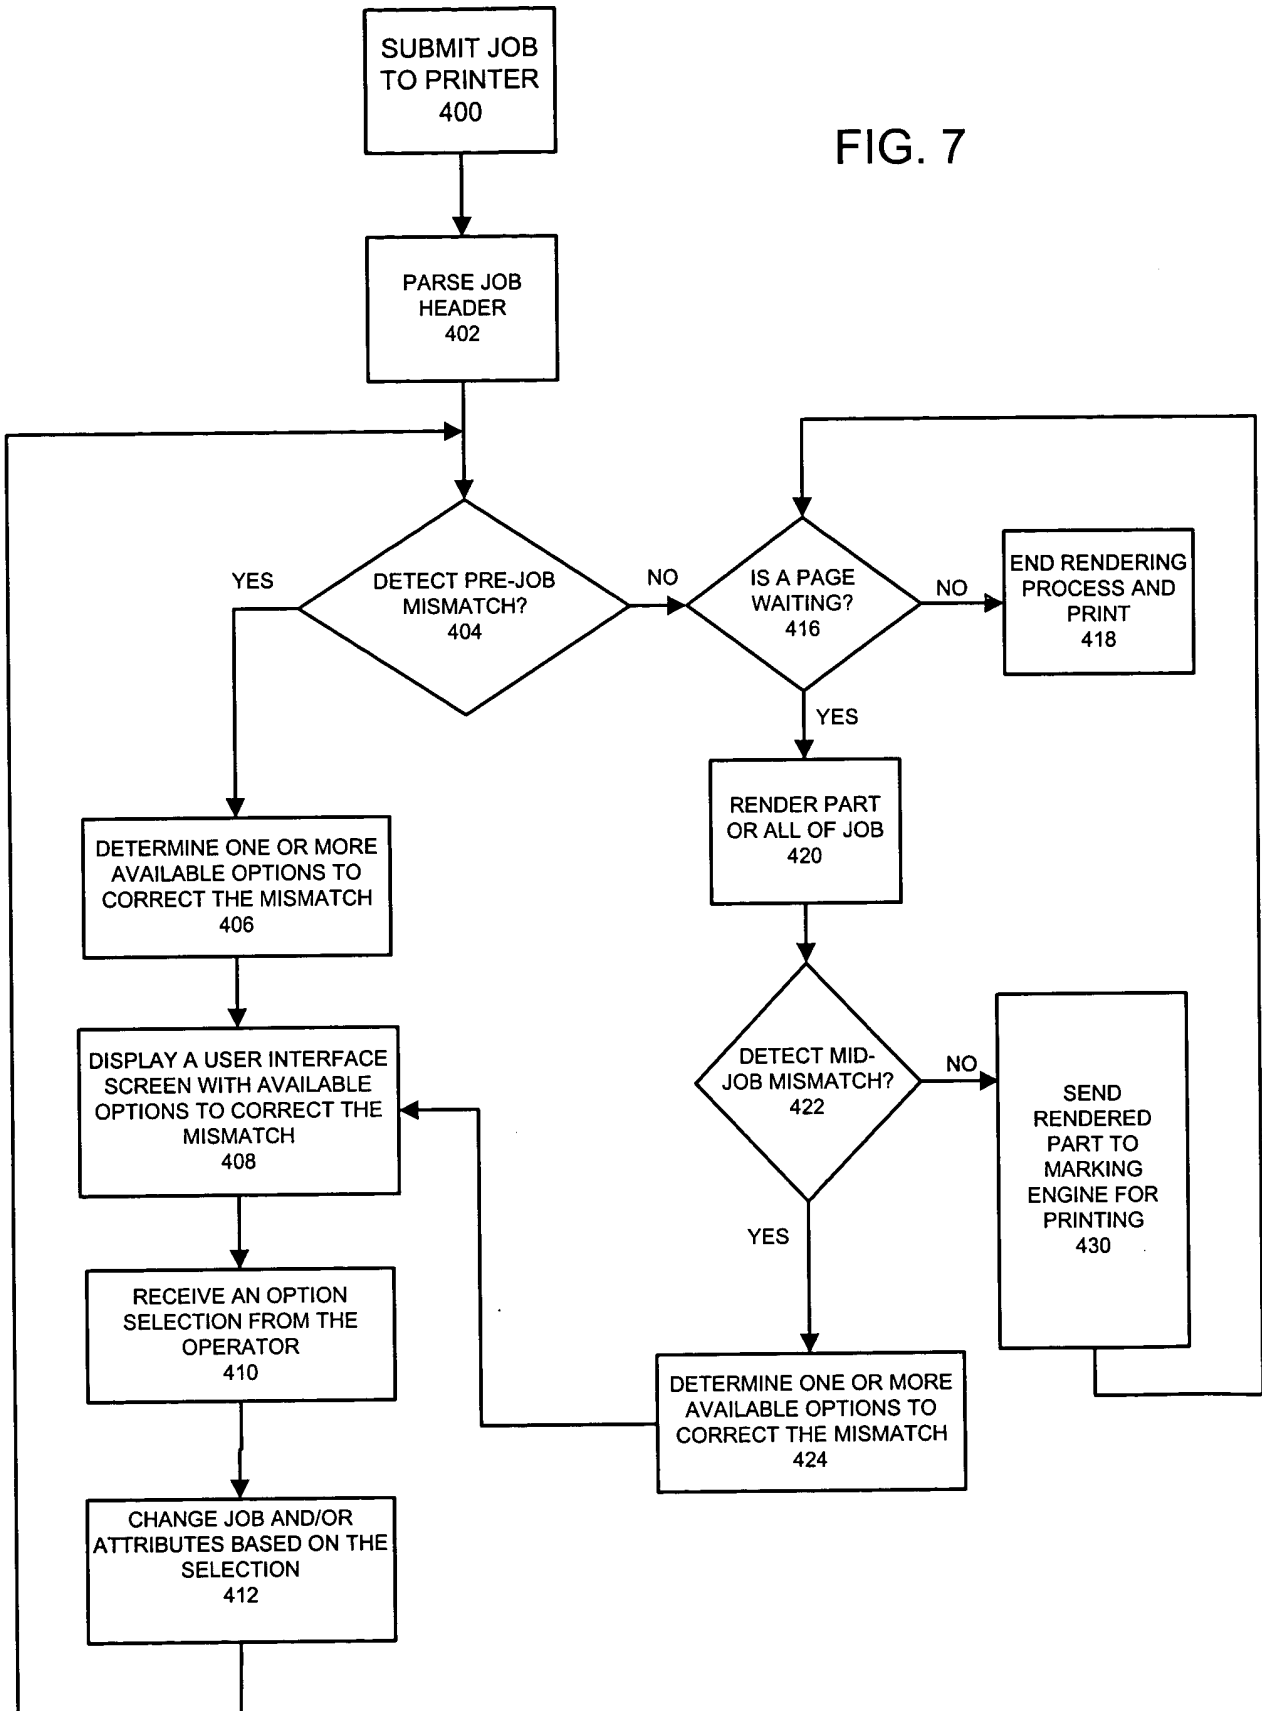 SUBMIT JOB
TO PRINTER
400
FIG. 7
PARSE JOB
HEADER
402
DETECT PRE-JOB
MISMATCH?
404
YES
NO
IS A PAGE
WAITING?
416
NO
YES
END RENDERING
PROCESS AND
PRINT
418
DETERMINE ONE OR MORE
AVAILABLE OPTIONS TO
CORRECT THE MISMATCH
406
RENDER PART
OR ALL OF JOB
420
DISPLAY A USER INTERFACE
SCREEN WITH AVAILABLE
OPTIONS TO CORRECT THE
MISMATCH
408
DETECT MID-
JOB MISMATCH?
422
NO
YES
SEND
RENDERED
PART TO
MARKING
ENGINE FOR
PRINTING
430
RECEIVE AN OPTION
SELECTION FROM THE
OPERATOR
410
DETERMINE ONE OR MORE
AVAILABLE OPTIONS TO
CORRECT THE MISMATCH
424
CHANGE JOB AND/OR
ATTRIBUTES BASED ON THE
SELECTION
412